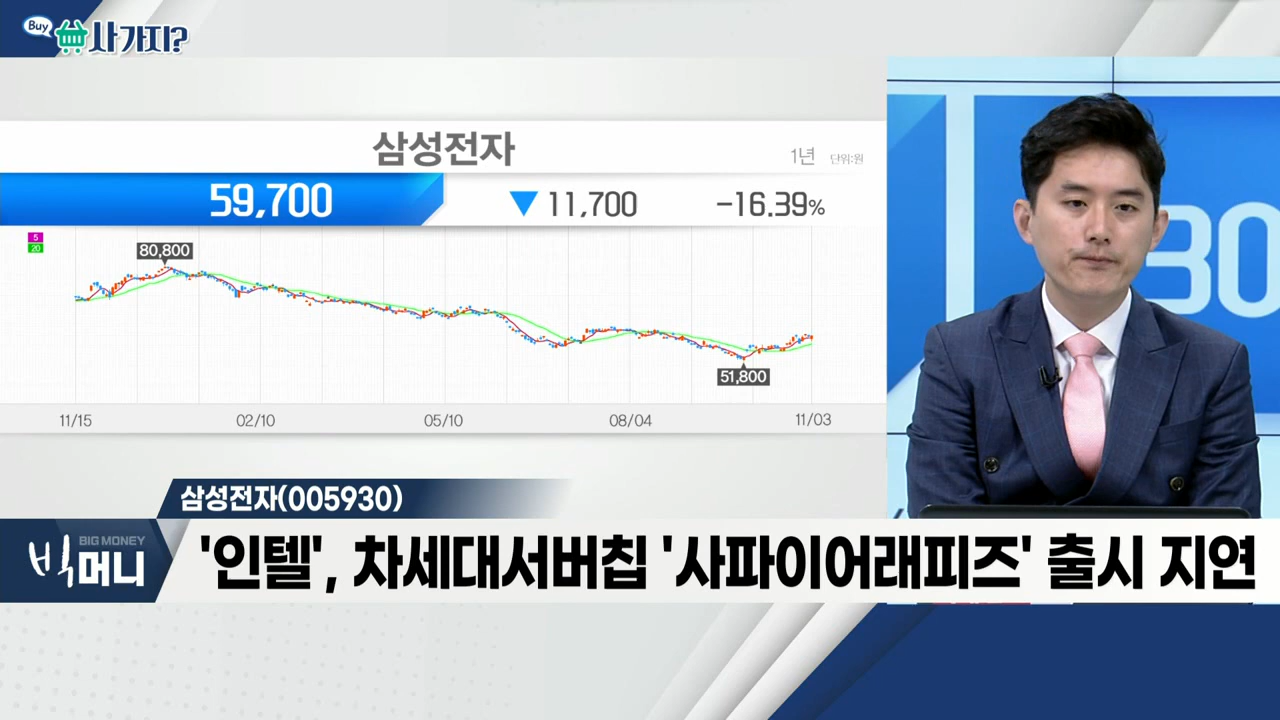 Buy 사 가지?
삼성전자
1년 단위:원
59,700 ▼ 11,700 -16.39%
5
20
80,800
51,800
11/15 02/10 05/10 08/04 11/03
30
삼성전자(005930)
BIG MONEY
빅머니
'인텔', 차세대서버칩 '사파이어래피즈' 출시 지연